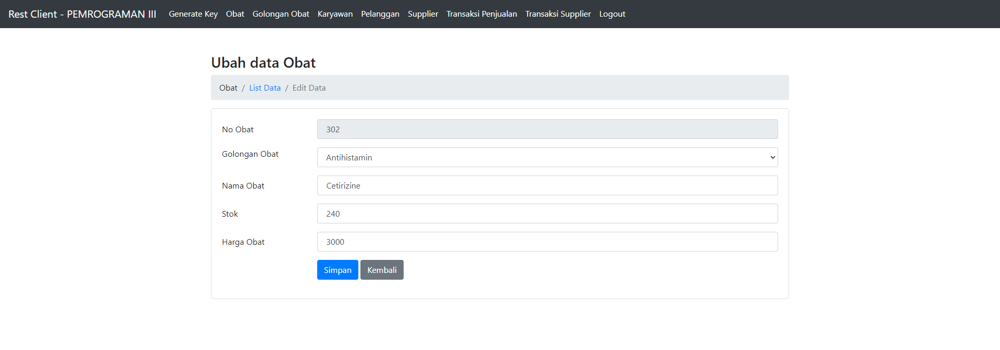 Rest Client - PEMROGRAMAN III Generate Key Obat Golongan Obat Karyawan Pelanggan Supplier Transaksi Penjualan Transaksi Supplier Logout
Ubah data Obat
Obat / List Data / Edit Data
No Obat 302
Golongan Obat Antihistamin
Nama Obat Cetirizine
Stok 240
Harga Obat 3000
Simpan Kembali